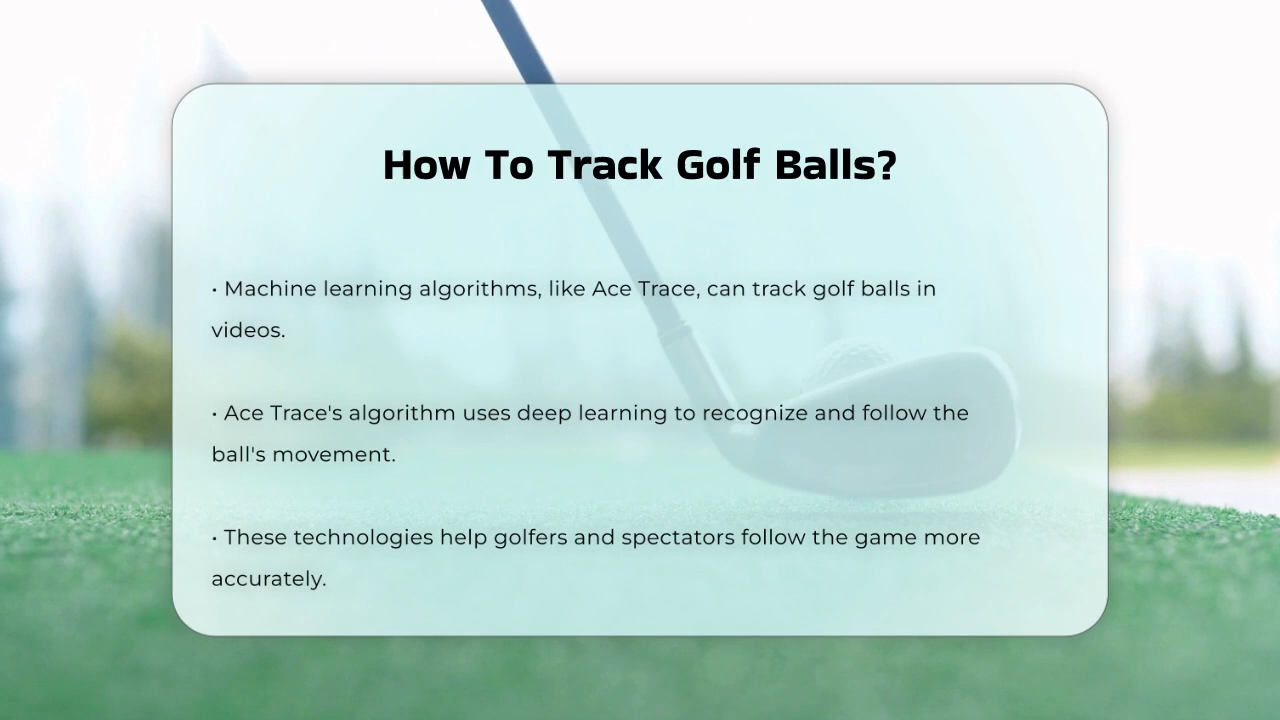 How To Track Golf Balls?
• Machine learning algorithms, like Ace Trace, can track golf balls in
videos.
• Ace Trace's algorithm uses deep learning to recognize and follow the
ball's movement.
• These technologies help golfers and spectators follow the game more
accurately.